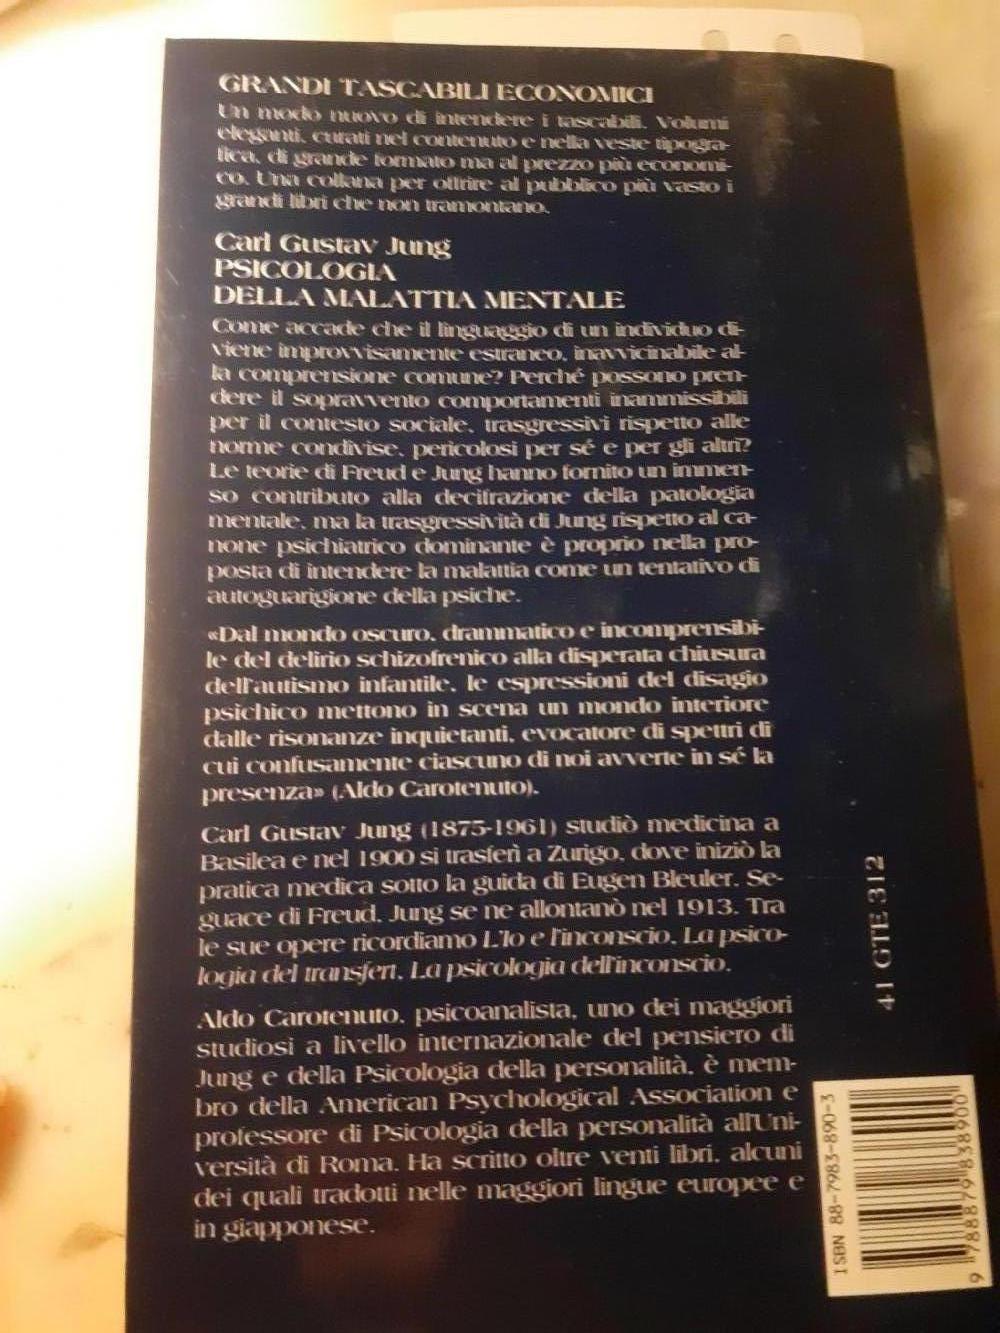 GRANDI TASCABILI ECONOMICI
Un modo nuovo di intendere i tascabili. Volumi
eleganti, curati nel contenuto e nella veste tipogra-
fica, di grande formato ma al prezzo più economi-
co. Una collana per offrire al pubblico più vasto i
grandi libri che non tramontano.
Carl Gustav Jung
PSICOLOGIA
DELLA MALATTIA MENTALE
Come accade che il linguaggio di un individuo di-
viene improvvisamente estraneo, inavvicinabile al-
la comprensione comune? Perché possono pren-
dere il sopravvento comportamenti inammissibili
per il contesto sociale, trasgressivi rispetto alle
norme condivise, pericolosi per sé e per gli altri?
Le teorie di Freud e Jung hanno fornito un immen-
so contributo alla decifrazione della patologia
mentale, ma la trasgressività di Jung rispetto al ca-
none psichiatrico dominante è proprio nella pro-
posta di intendere la malattia come un tentativo di
autoguarigione della psiche.
«Dal mondo oscuro, drammatico e incomprensibi-
le del delirio schizofrenico alla disperata chiusura
dell'autismo infantile, le espressioni del disagio
psichico mettono in scena un mondo interiore
dalle risonanze inquietanti, evocatore di spettri di
cui confusamente ciascuno di noi avverte in sé la
presenza» (Aldo Carotenuto).
Carl Gustav Jung (1875-1961) studiò medicina a
Basilea e nel 1900 si trasferì a Zurigo, dove iniziò la
pratica medica sotto la guida di Eugen Bleuler. Se-
guace di Freud, Jung se ne allontanò nel 1913. Tra
le sue opere ricordiamo L'Io e l'inconscio, La psico-
logia del transfert, La psicologia dell'inconscio.
Aldo Carotenuto, psicoanalista, uno dei maggiori
studiosi a livello internazionale del pensiero di
Jung e della Psicologia della personalità, è mem-
bro della American Psychological Association e
professore di Psicologia della personalità all'Uni-
versità di Roma. Ha scritto oltre venti libri, alcuni
dei quali tradotti nelle maggiori lingue europee e
in giapponese.
41 GTE 312
ISBN 88-7983-890-3
9 788879 838900